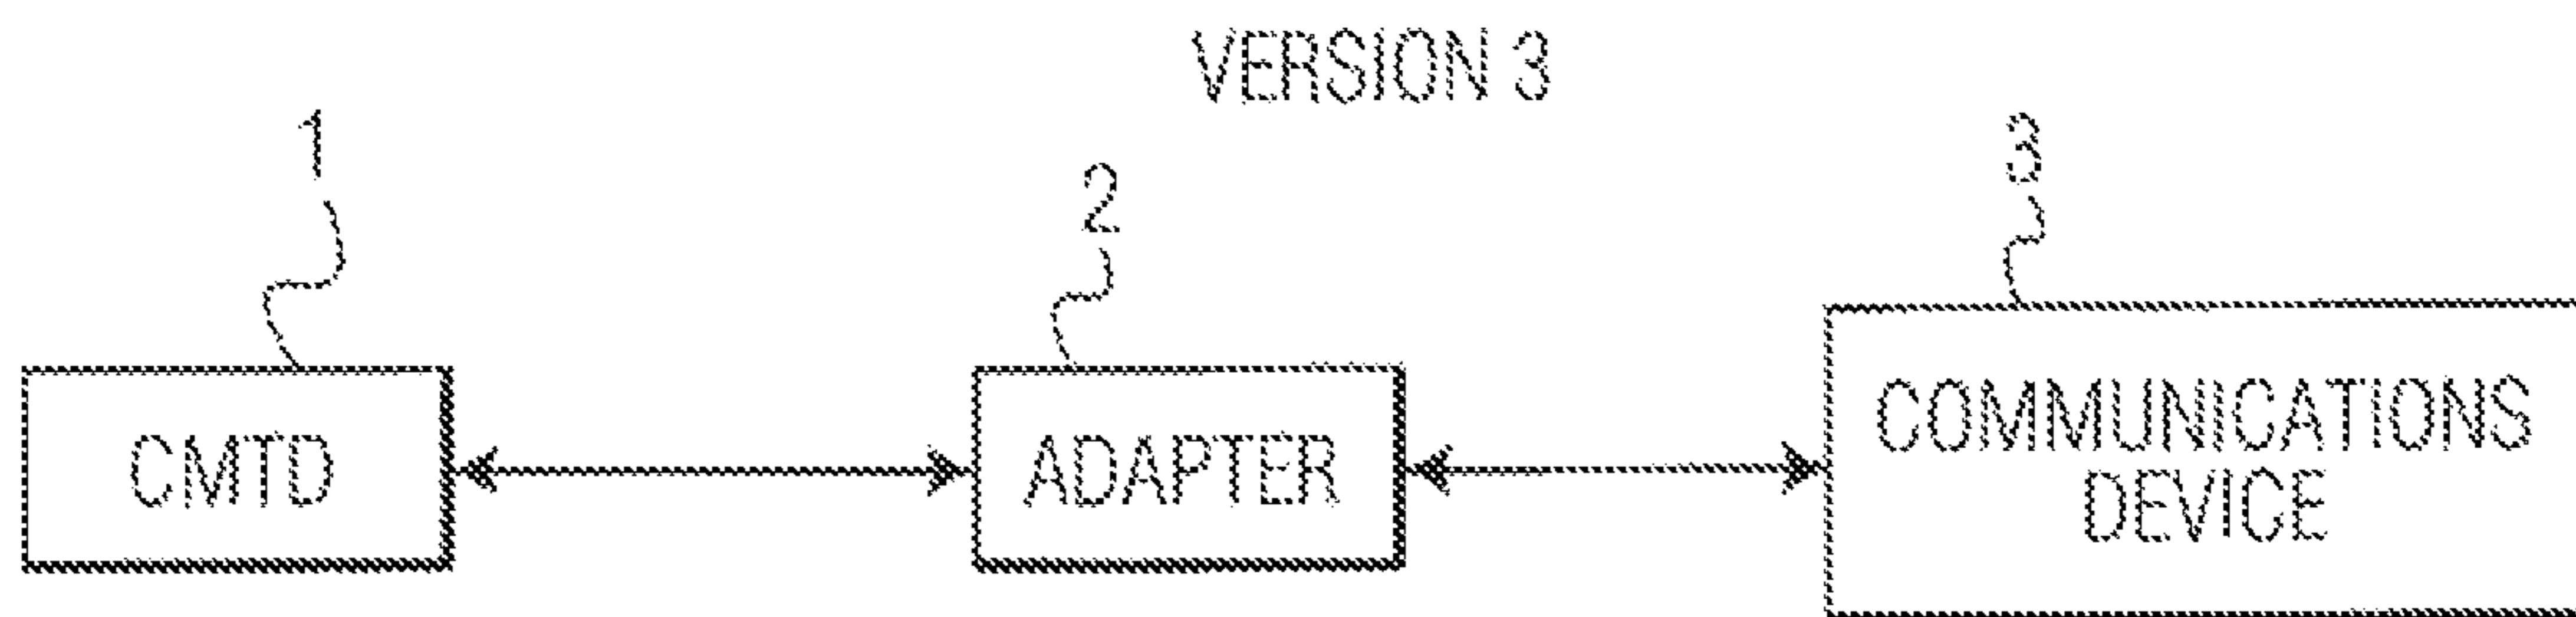 VERSION 3
1
2
3
CMTD
ADAPTER
COMMUNICATIONS
DEVICE